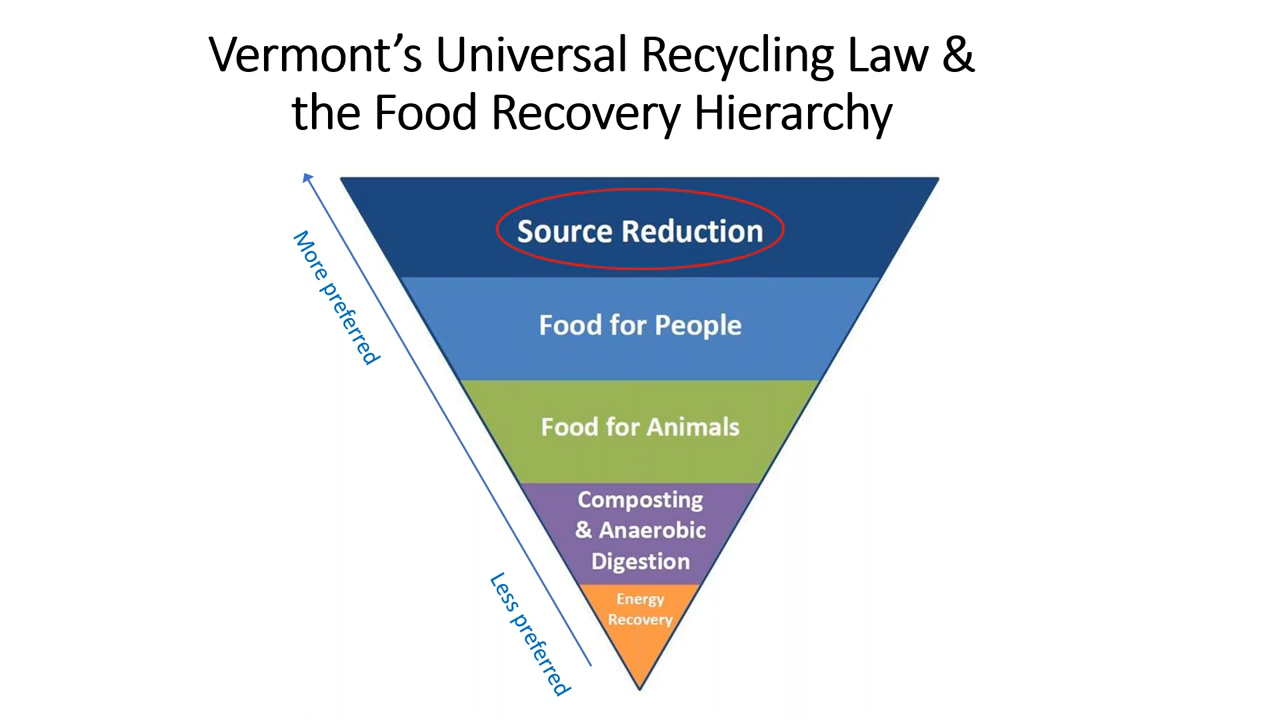 Vermont’s Universal Recycling Law &
the Food Recovery Hierarchy
More preferred
Source Reduction
Food for People
Food for Animals
Composting
& Anaerobic
Digestion
Less preferred
Energy
Recovery